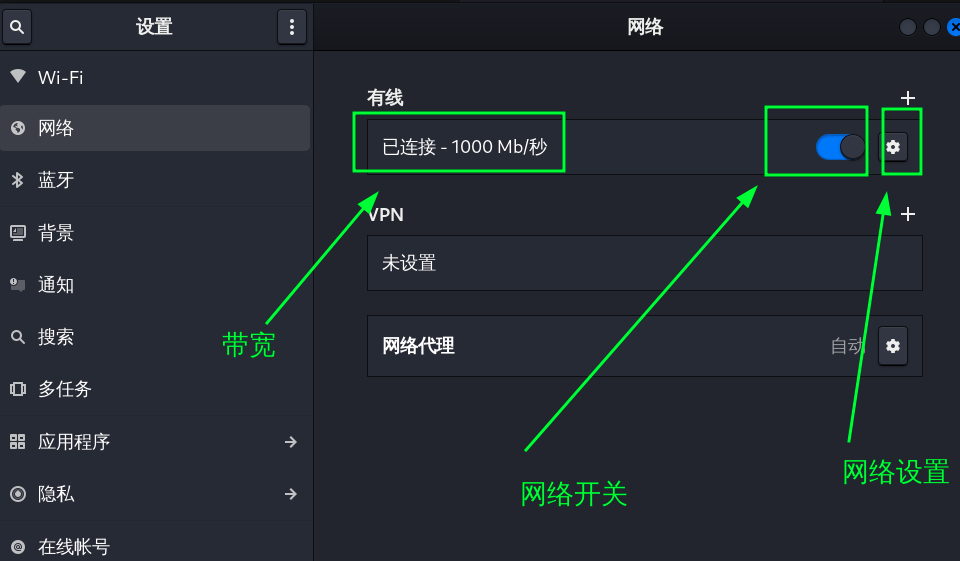 设置
网络
Wi-Fi
网络
蓝牙
背景
通知
搜索
多任务
应用程序
隐私
在线帐号
有线
已连接 - 1000 Mb/秒
VPN
未设置
网络代理
自动
带宽
网络开关
网络设置